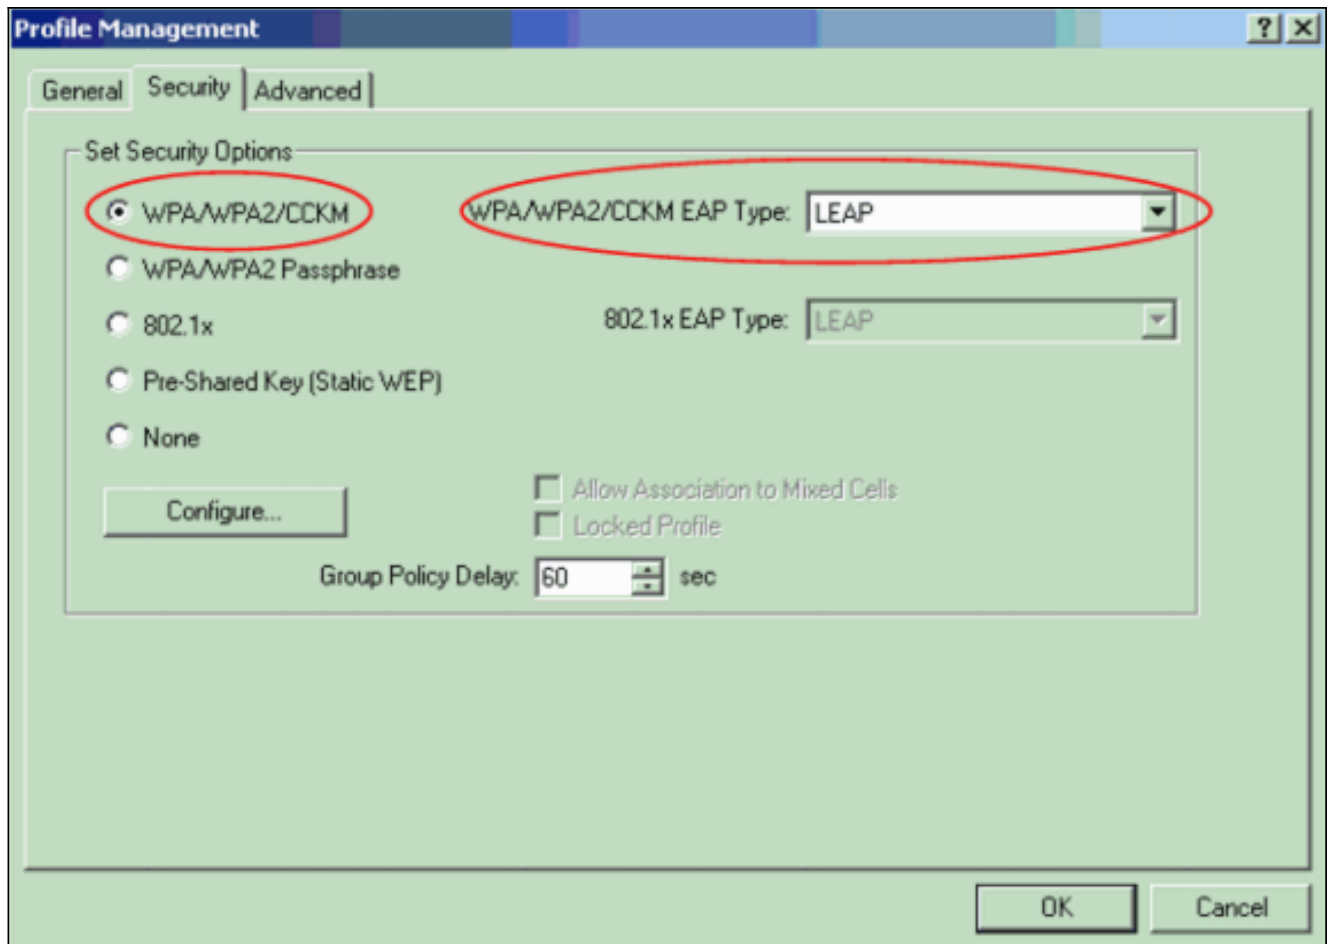 Profile Management
General Security Advanced
Set Security Options
WPA/WPA2/CCKM WPA/WPA2/CCKM EAP Type: LEAP
WPA/WPA2 Passphrase
802.1x 802.1x EAP Type: LEAP
Pre-Shared Key (Static WEP)
None
Allow Association to Mixed Cells
Configure... Locked Profile
Group Policy Delay: 60 sec
OK Cancel